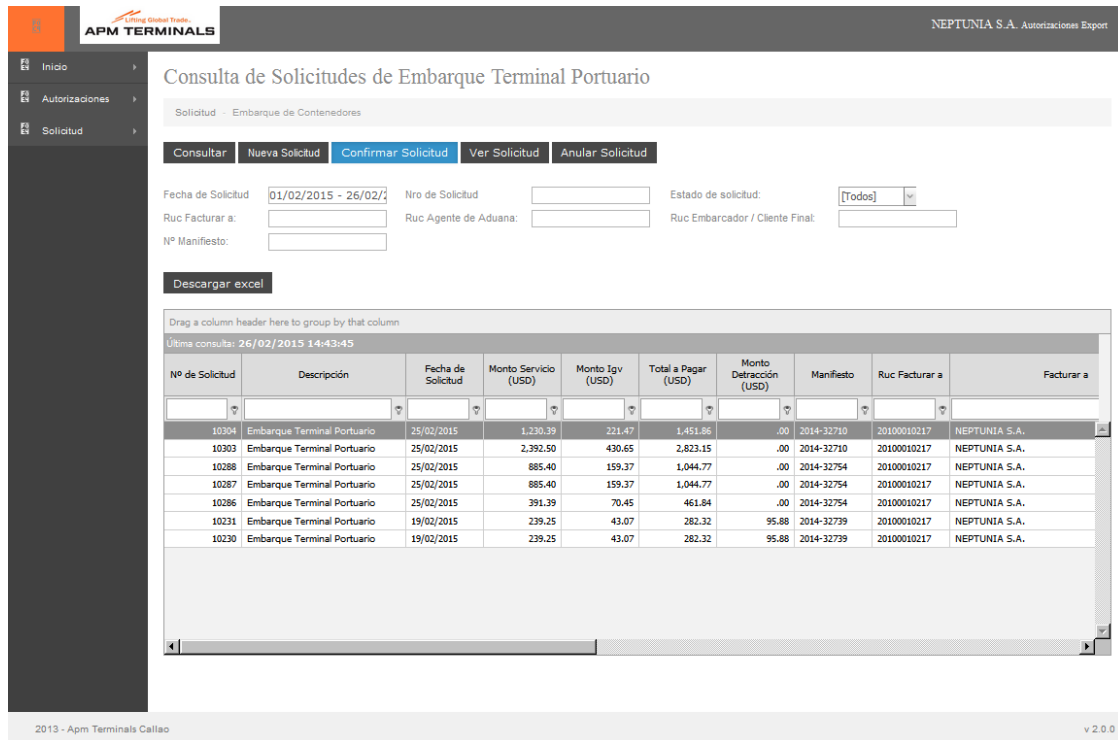 Lifting Global Trade.
APM TERMINALS
NEPTUNIA S.A. Autorizaciones Export
Inicio
Autorizaciones
Solicitud
Consulta de Solicitudes de Embarque Terminal Portuario
Solicitud - Embarque de Contenedores
Consultar Nueva Solicitud Confirmar Solicitud Ver Solicitud Anular Solicitud
Fecha de Solicitud 01/02/2015 - 26/02/2 Nro de Solicitud Estado de solicitud: [Todos]
Ruc Facturar a: Ruc Agente de Aduana: Ruc Embarcador / Cliente Final:
Nº Manifiesto:
Descargar excel
Drag a column header here to group by that column
Última consulta: 26/02/2015 14:43:45
Nº de Solicitud Descripción Fecha de Solicitud Monto Servicio (USD) Monto Igv (USD) Total a Pagar (USD) Monto Detracción (USD) Manifiesto Ruc Facturar a Facturar a
10304 Embarque Terminal Portuario 25/02/2015 1,230.39 221.47 1,451.86 .00 2014-32710 20100010217 NEPTUNIA S.A.
10303 Embarque Terminal Portuario 25/02/2015 2,392.50 430.65 2,823.15 .00 2014-32710 20100010217 NEPTUNIA S.A.
10288 Embarque Terminal Portuario 25/02/2015 885.40 159.37 1,044.77 .00 2014-32754 20100010217 NEPTUNIA S.A.
10287 Embarque Terminal Portuario 25/02/2015 885.40 159.37 1,044.77 .00 2014-32754 20100010217 NEPTUNIA S.A.
10286 Embarque Terminal Portuario 25/02/2015 391.39 70.45 461.84 .00 2014-32754 20100010217 NEPTUNIA S.A.
10231 Embarque Terminal Portuario 19/02/2015 239.25 43.07 282.32 95.88 2014-32739 20100010217 NEPTUNIA S.A.
10230 Embarque Terminal Portuario 19/02/2015 239.25 43.07 282.32 95.88 2014-32739 20100010217 NEPTUNIA S.A.
2013 - Apm Terminals Callao v 2.0.0